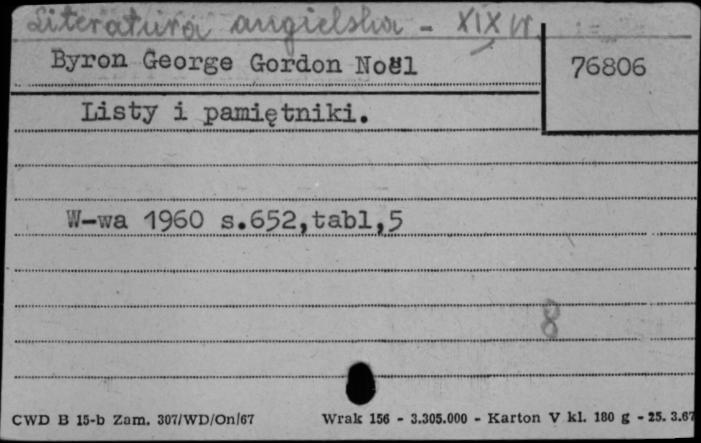 Literatura angielska - XIX w.
Byron George Gordon Noël
76806
Listy i pamiętniki.
W-wa 1960 s.652,tabl,5
8
CWD B 15-b Zam. 307/WD/On/67 Wrak 156 - 3.305.000 - Karton V kl. 180 g - 25. 3.67